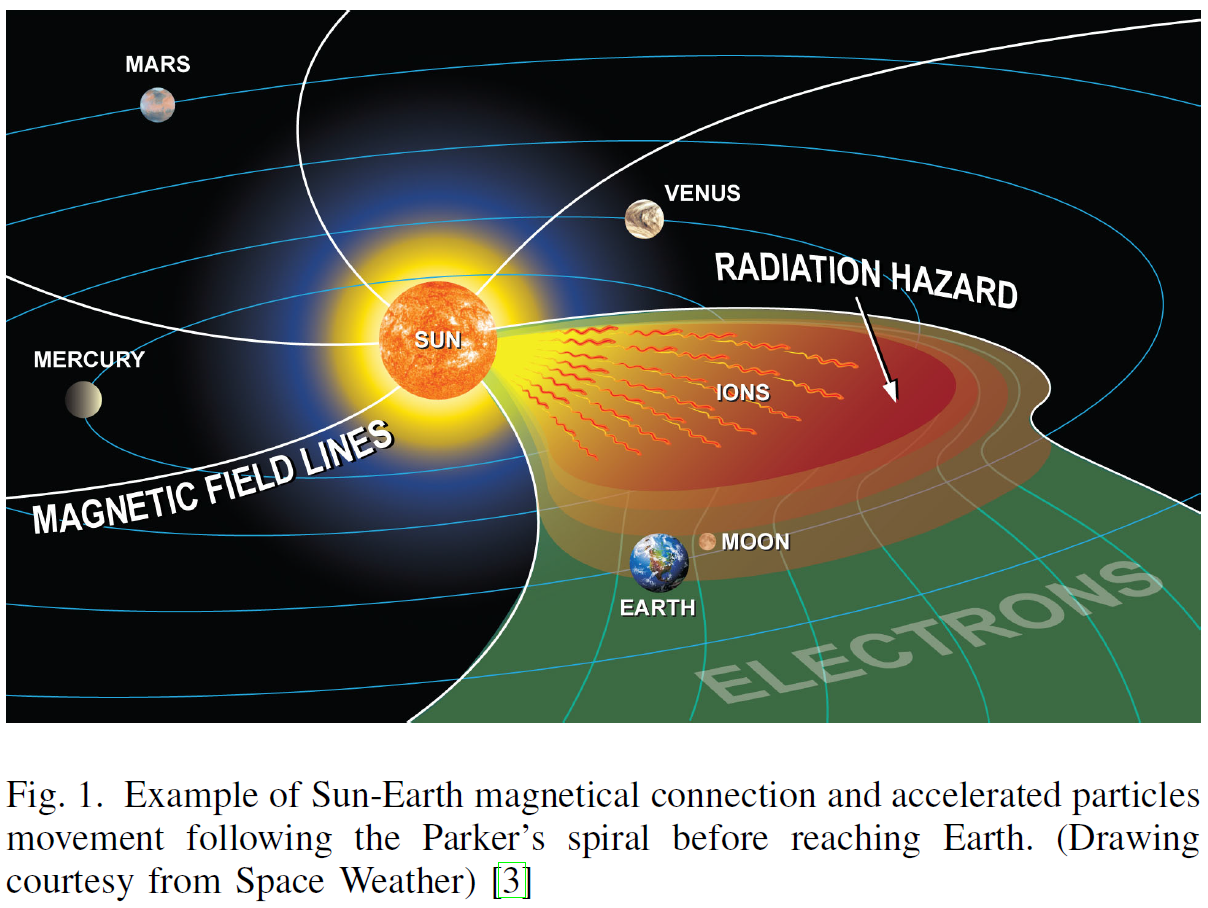 MARS
VENUS
RADIATION HAZARD
SUN
MERCURY
IONS
MAGNETIC FIELD LINES
MOON
EARTH
ELECTRONS
Fig. 1. Example of Sun-Earth magnetical connection and accelerated particles
movement following the Parker's spiral before reaching Earth. (Drawing
courtesy from Space Weather) [3]